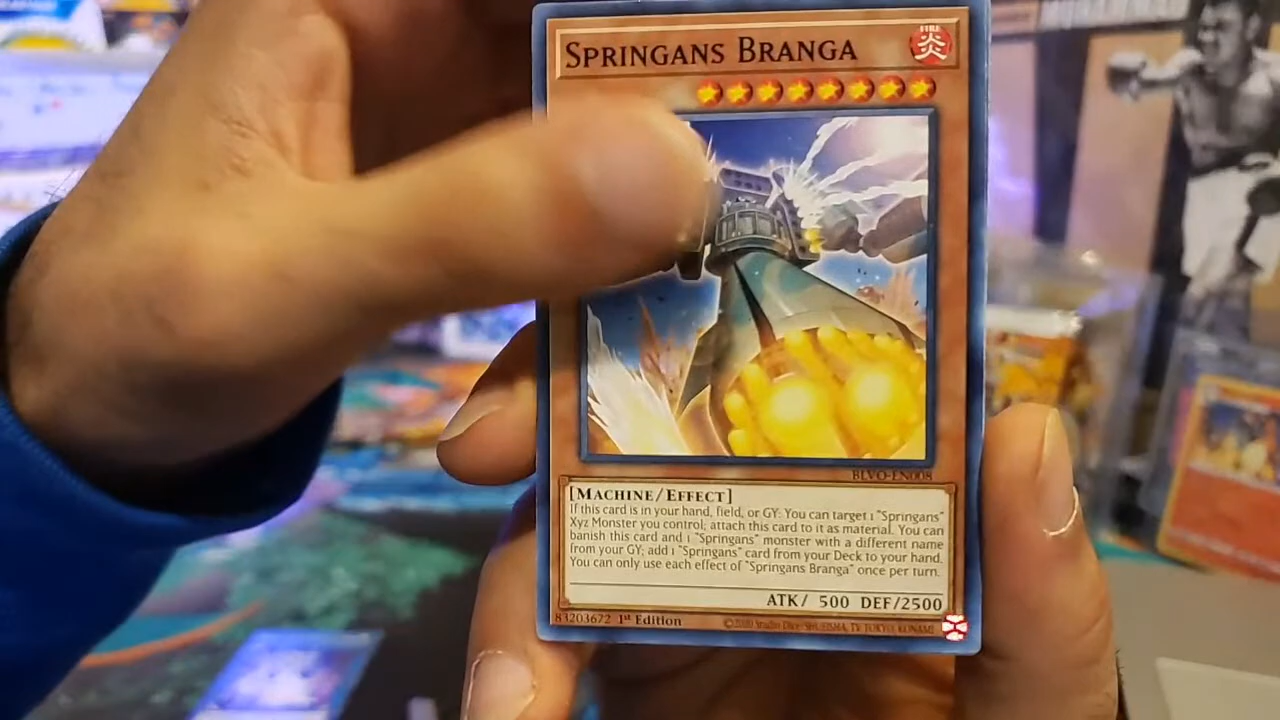 SPRINGANS BRANGA
FIRE
炎
BLVO-EN008
[MACHINE/EFFECT]
If this card is in your hand, field, or GY: You can target 1 "Springans"
Xyz Monster you control; attach this card to it as material. You can
banish this card and 1 "Springans" monster with a different name
from your GY; add 1 "Springans" card from your Deck to your hand.
You can only use each effect of "Springans Branga" once per turn.
ATK/ 500 DEF/2500
83203672 1st Edition
©2020 Studio Dice/SHUEISHA, TV TOKYO, KONAMI
MUHAMMAD